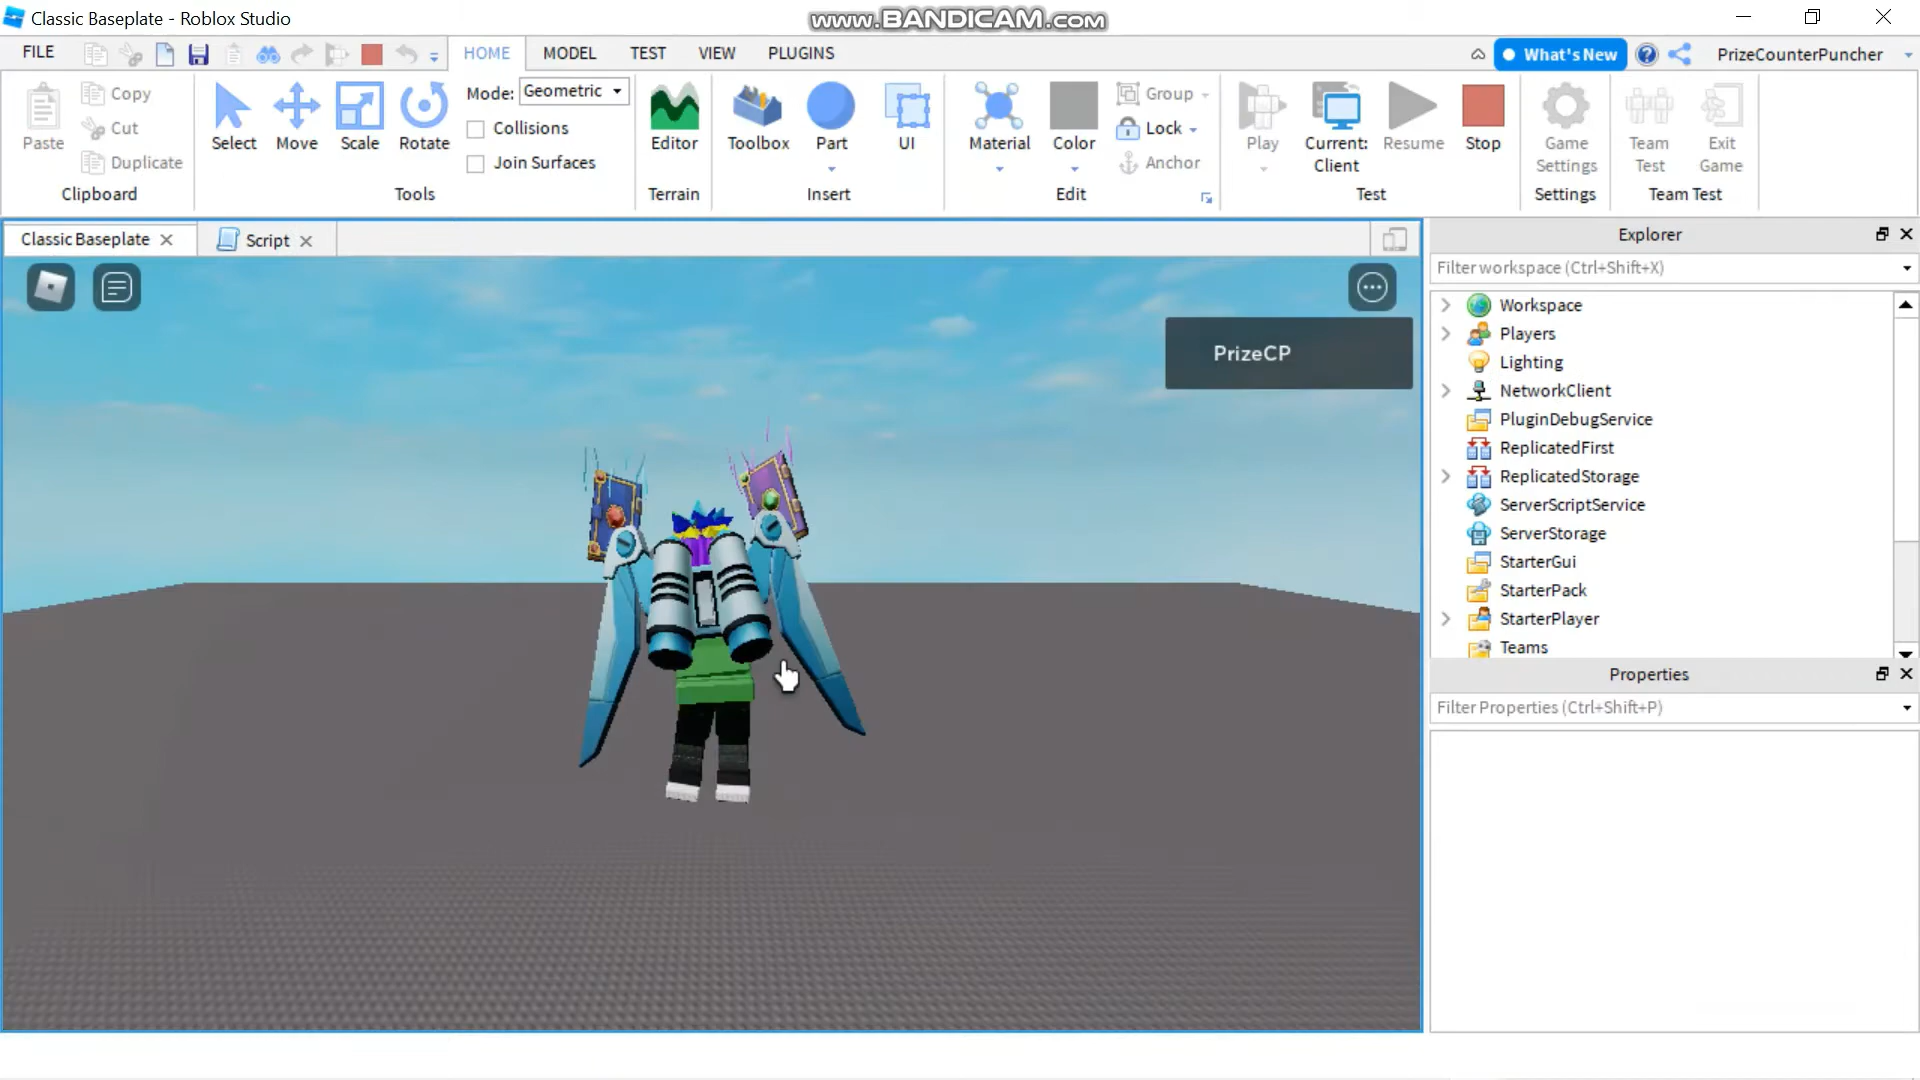 Classic Baseplate - Roblox Studio
www.BANDICAM.com
FILE
HOME
MODEL
TEST
VIEW
PLUGINS
What's New
PrizeCounterPuncher
Paste
Copy
Cut
Duplicate
Clipboard
Select
Move
Scale
Rotate
Mode:
Geometric
Collisions
Join Surfaces
Tools
Editor
Terrain
Toolbox
Part
UI
Insert
Material
Color
Group
Lock
Anchor
Edit
Play
Current:
Client
Resume
Stop
Test
Game
Settings
Settings
Team
Test
Exit
Game
Team Test
Classic Baseplate
Script
PrizeCP
Explorer
Filter workspace (Ctrl+Shift+X)
Workspace
Players
Lighting
NetworkClient
PluginDebugService
ReplicatedFirst
ReplicatedStorage
ServerScriptService
ServerStorage
StarterGui
StarterPack
StarterPlayer
Teams
Properties
Filter Properties (Ctrl+Shift+P)